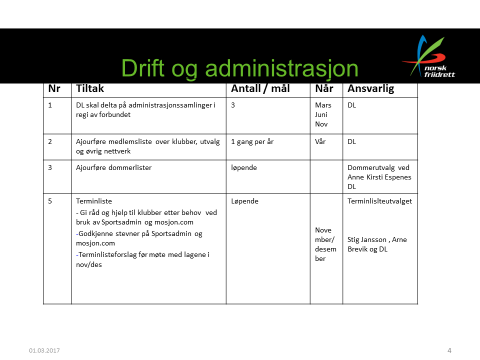 Drift og administrasjon
norsk
friidrett
Nr Tiltak Antall / mål Når Ansvarlig
1 DL skal delta på administrasjonssamlinger i 3 Mars DL
regi av forbundet Juni
Nov
2 Ajourføre medlemsliste over klubber, utvalg 1 gang per år Vår DL
og øvrig nettverk
3 Ajourføre dommerlister løpende Dommerutvalg ved
Anne Kirsti Espenes
DL
5 Terminliste Løpende Terminlislteutvalget
- Gi råd og hjelp til klubber etter behov ved
bruk av Sportsadmin og mosjon.com
-Godkjenne stevner på Sportsadmin og Nove
mosjon.com mber/ Stig Jansson , Arne
-Terminlisteforslag før møte med lagene i desem Brevik og DL
nov/des ber
01.03.2017 4